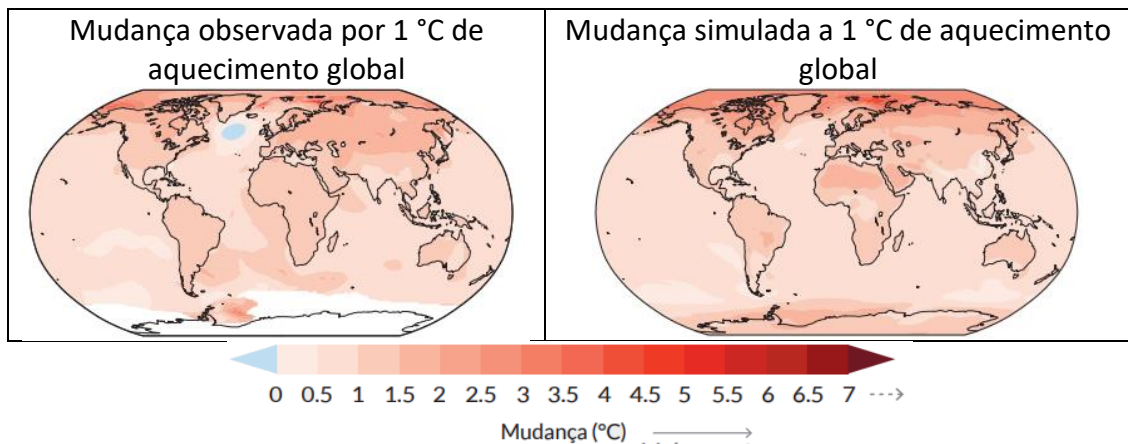 Mudança observada por 1 °C de
aquecimento global
Mudança simulada a 1 °C de aquecimento
global
0 0.5 1 1.5 2 2.5 3 3.5 4 4.5 5 5.5 6 6.5 7
Mudança (°C)